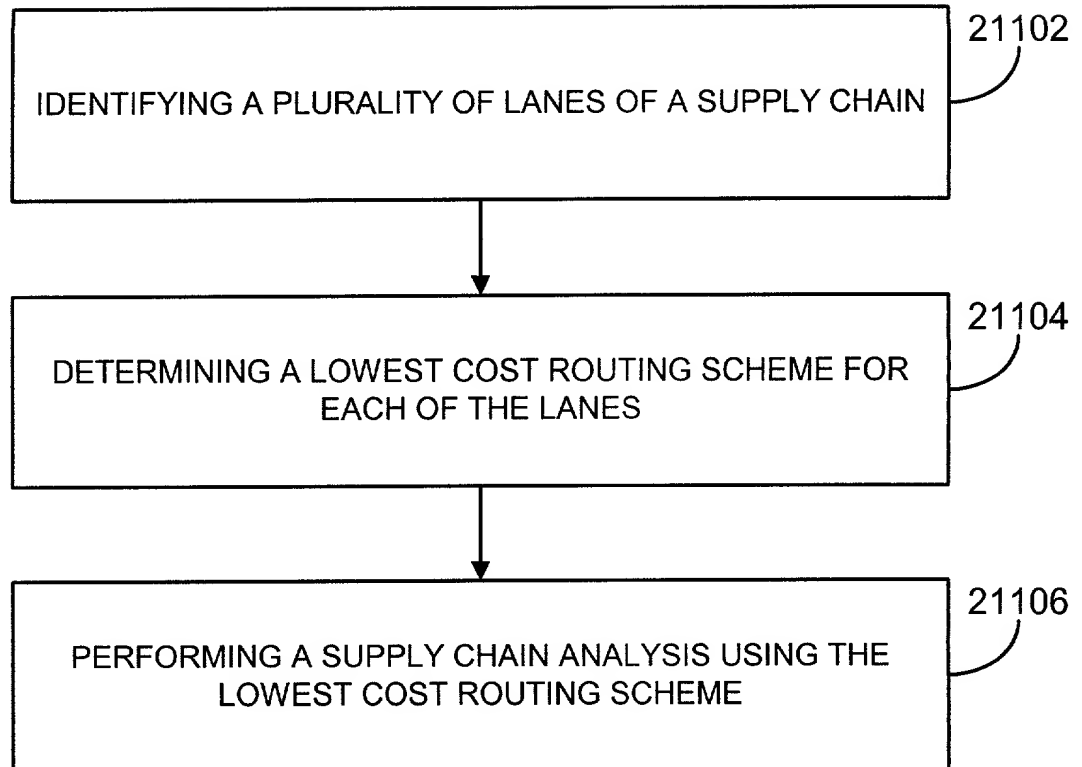 21102
IDENTIFYING A PLURALITY OF LANES OF A SUPPLY CHAIN
21104
DETERMINING A LOWEST COST ROUTING SCHEME FOR
EACH OF THE LANES
21106
PERFORMING A SUPPLY CHAIN ANALYSIS USING THE
LOWEST COST ROUTING SCHEME